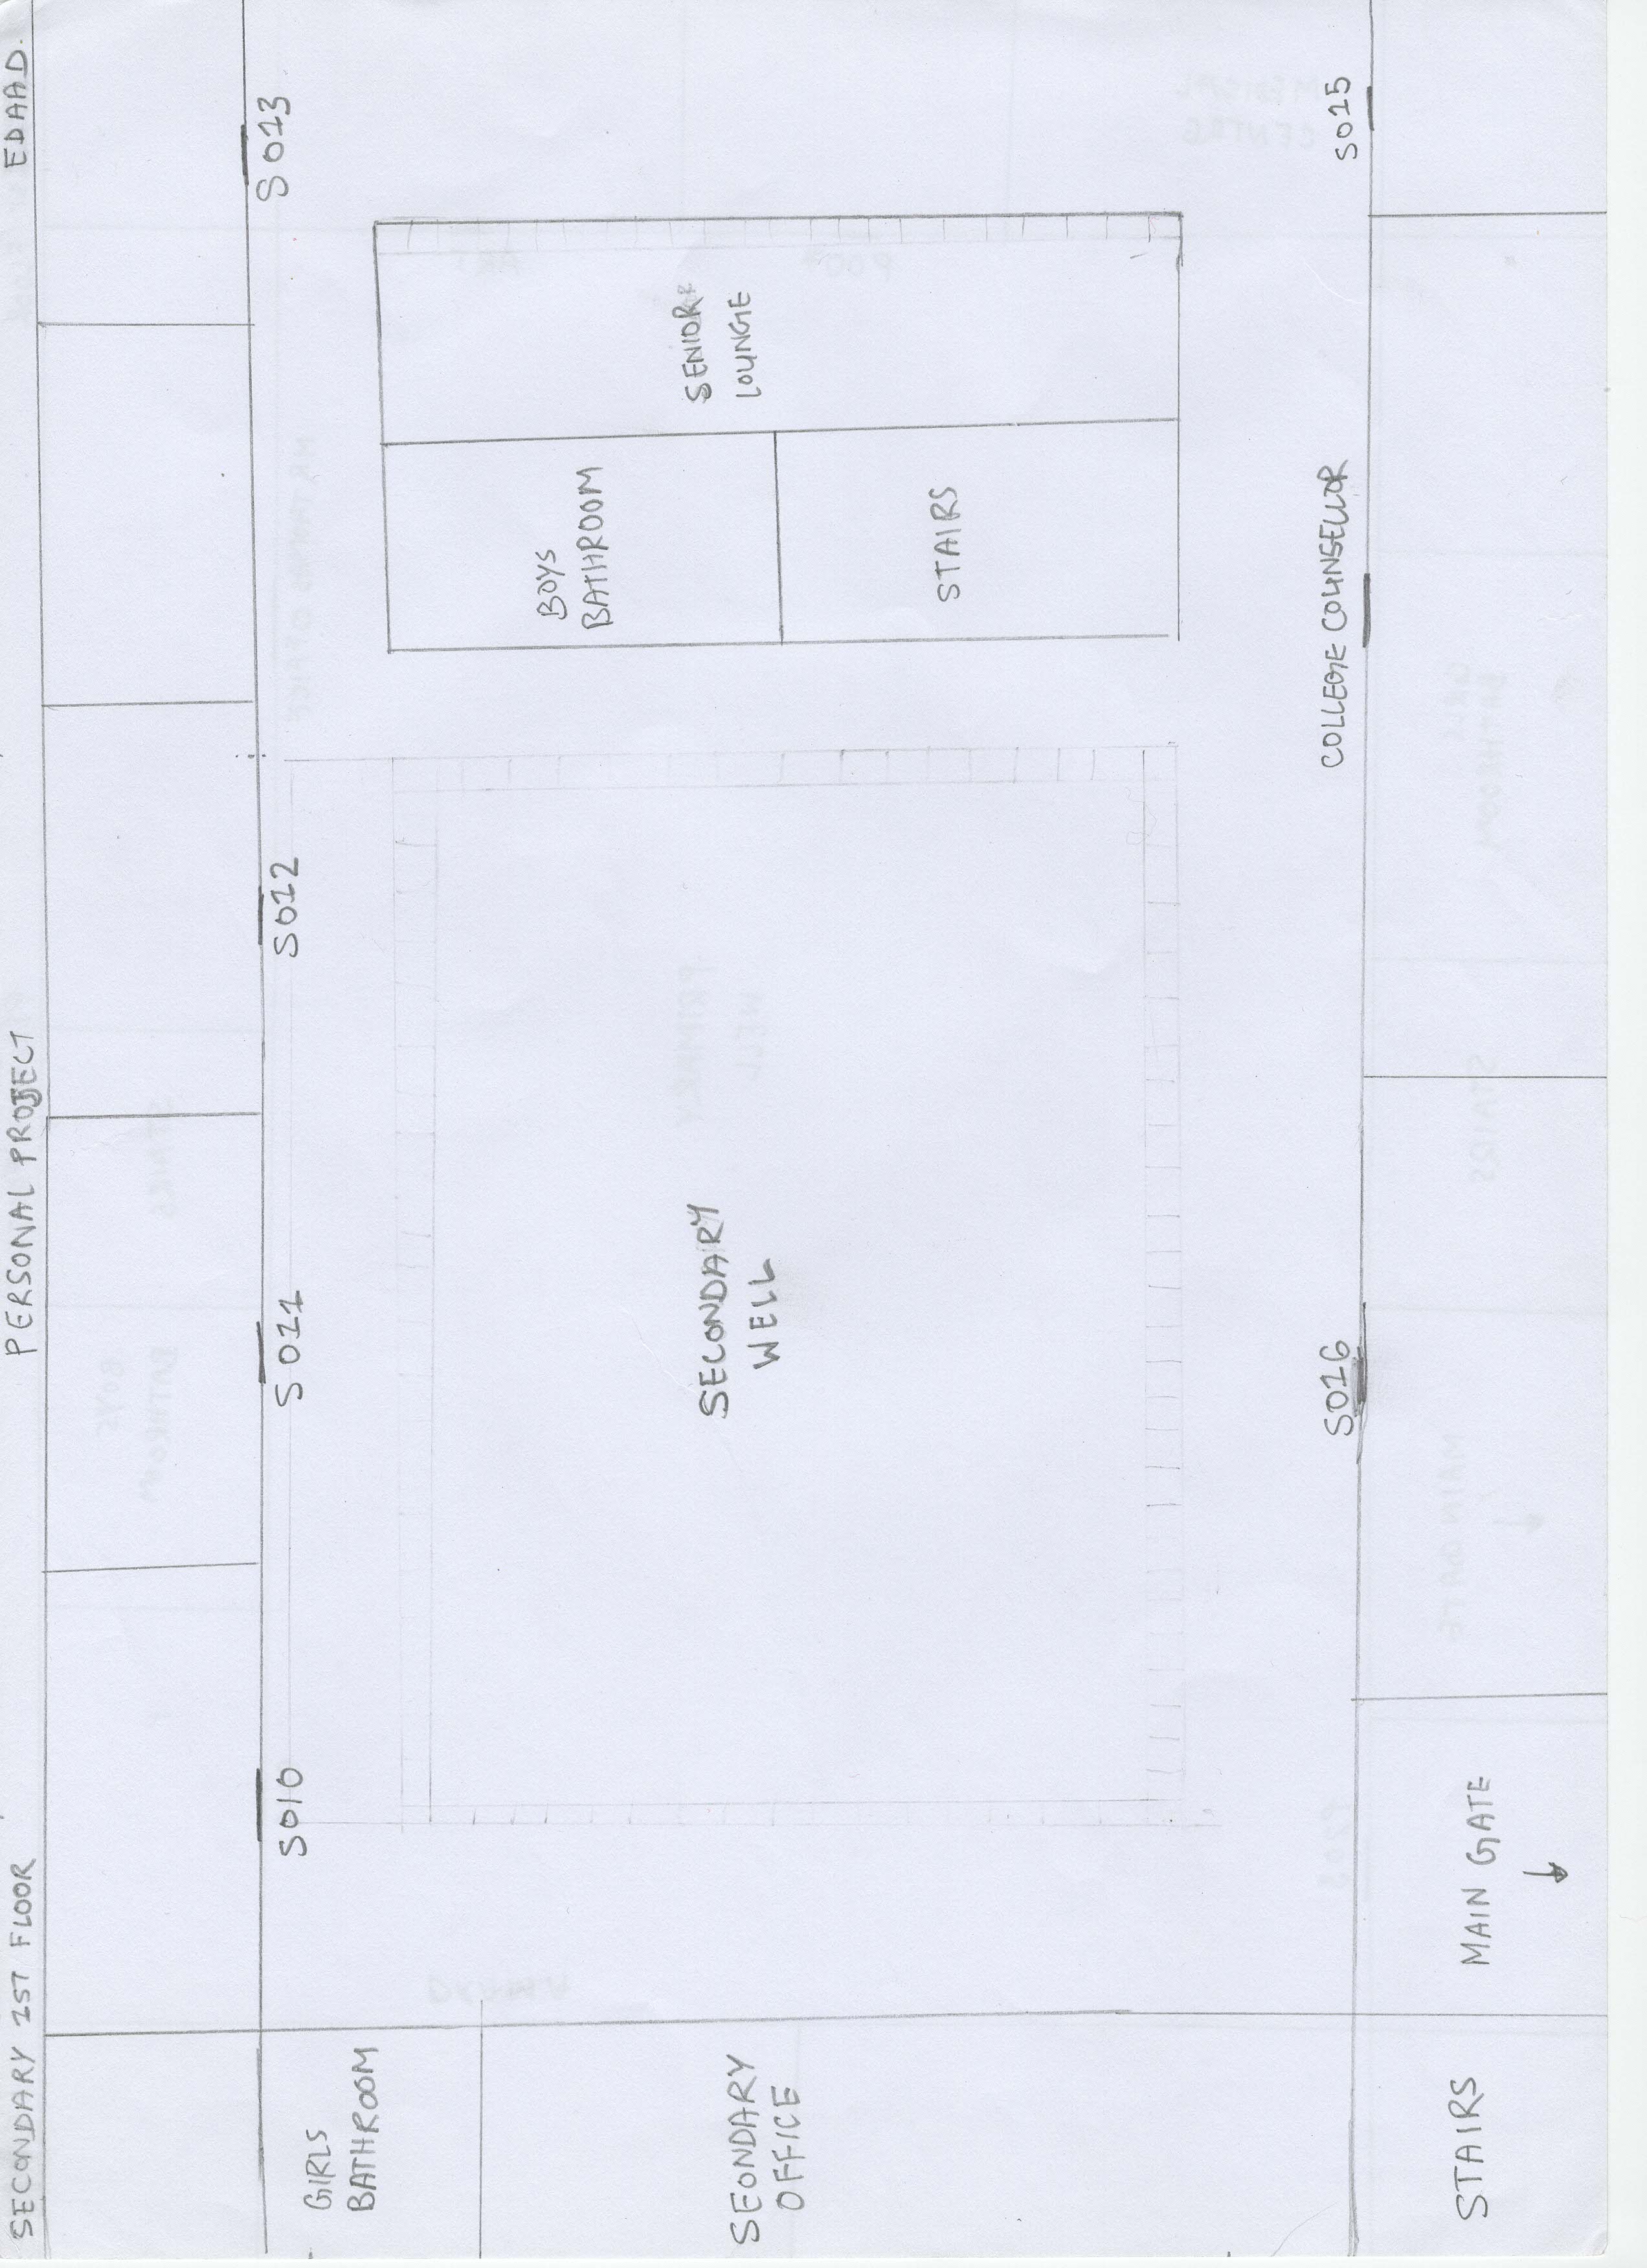 SECONDARY 1ST FLOOR
PERSONAL PROJECT
EDAAD.
S010
S011
S012
S013
GIRLS
BATHROOM
BOYS
BATHROOM
SENIOR
LOUNGE
SECONDARY
WELL
SEONDARY
OFFICE
STAIRS
S016
COLLEGE COUNSELLOR
S015
STAIRS
MAIN GATE